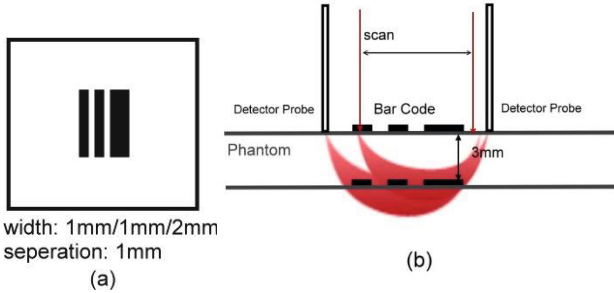 width: 1mm/1mm/2mm
seperation: 1mm
(a)
(b)
scan
Detector Probe
Bar Code
Detector Probe
Phantom
3mm